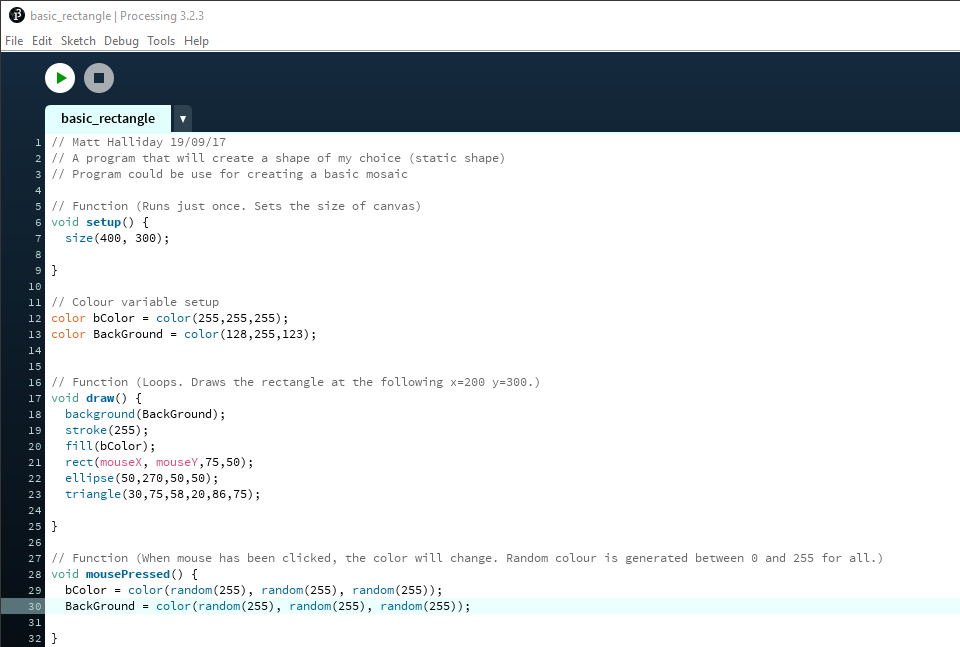 basic_rectangle | Processing 3.2.3
File Edit Sketch Debug Tools Help
basic_rectangle ▼
1 // Matt Halliday 19/09/17
2 // A program that will create a shape of my choice (static shape)
3 // Program could be use for creating a basic mosaic
4
5 // Function (Runs just once. Sets the size of canvas)
6 void setup() {
7   size(400, 300);
8
9 }
10
11 // Colour variable setup
12 color bColor = color(255,255,255);
13 color BackGround = color(128,255,123);
14
15
16 // Function (Loops. Draws the rectangle at the following x=200 y=300.)
17 void draw() {
18   background(BackGround);
19   stroke(255);
20   fill(bColor);
21   rect(mouseX, mouseY,75,50);
22   ellipse(50,270,50,50);
23   triangle(30,75,58,20,86,75);
24
25 }
26
27 // Function (When mouse has been clicked, the color will change. Random colour is generated between 0 and 255 for all.)
28 void mousePressed() {
29   bColor = color(random(255), random(255), random(255));
30   BackGround = color(random(255), random(255), random(255));
31
32 }